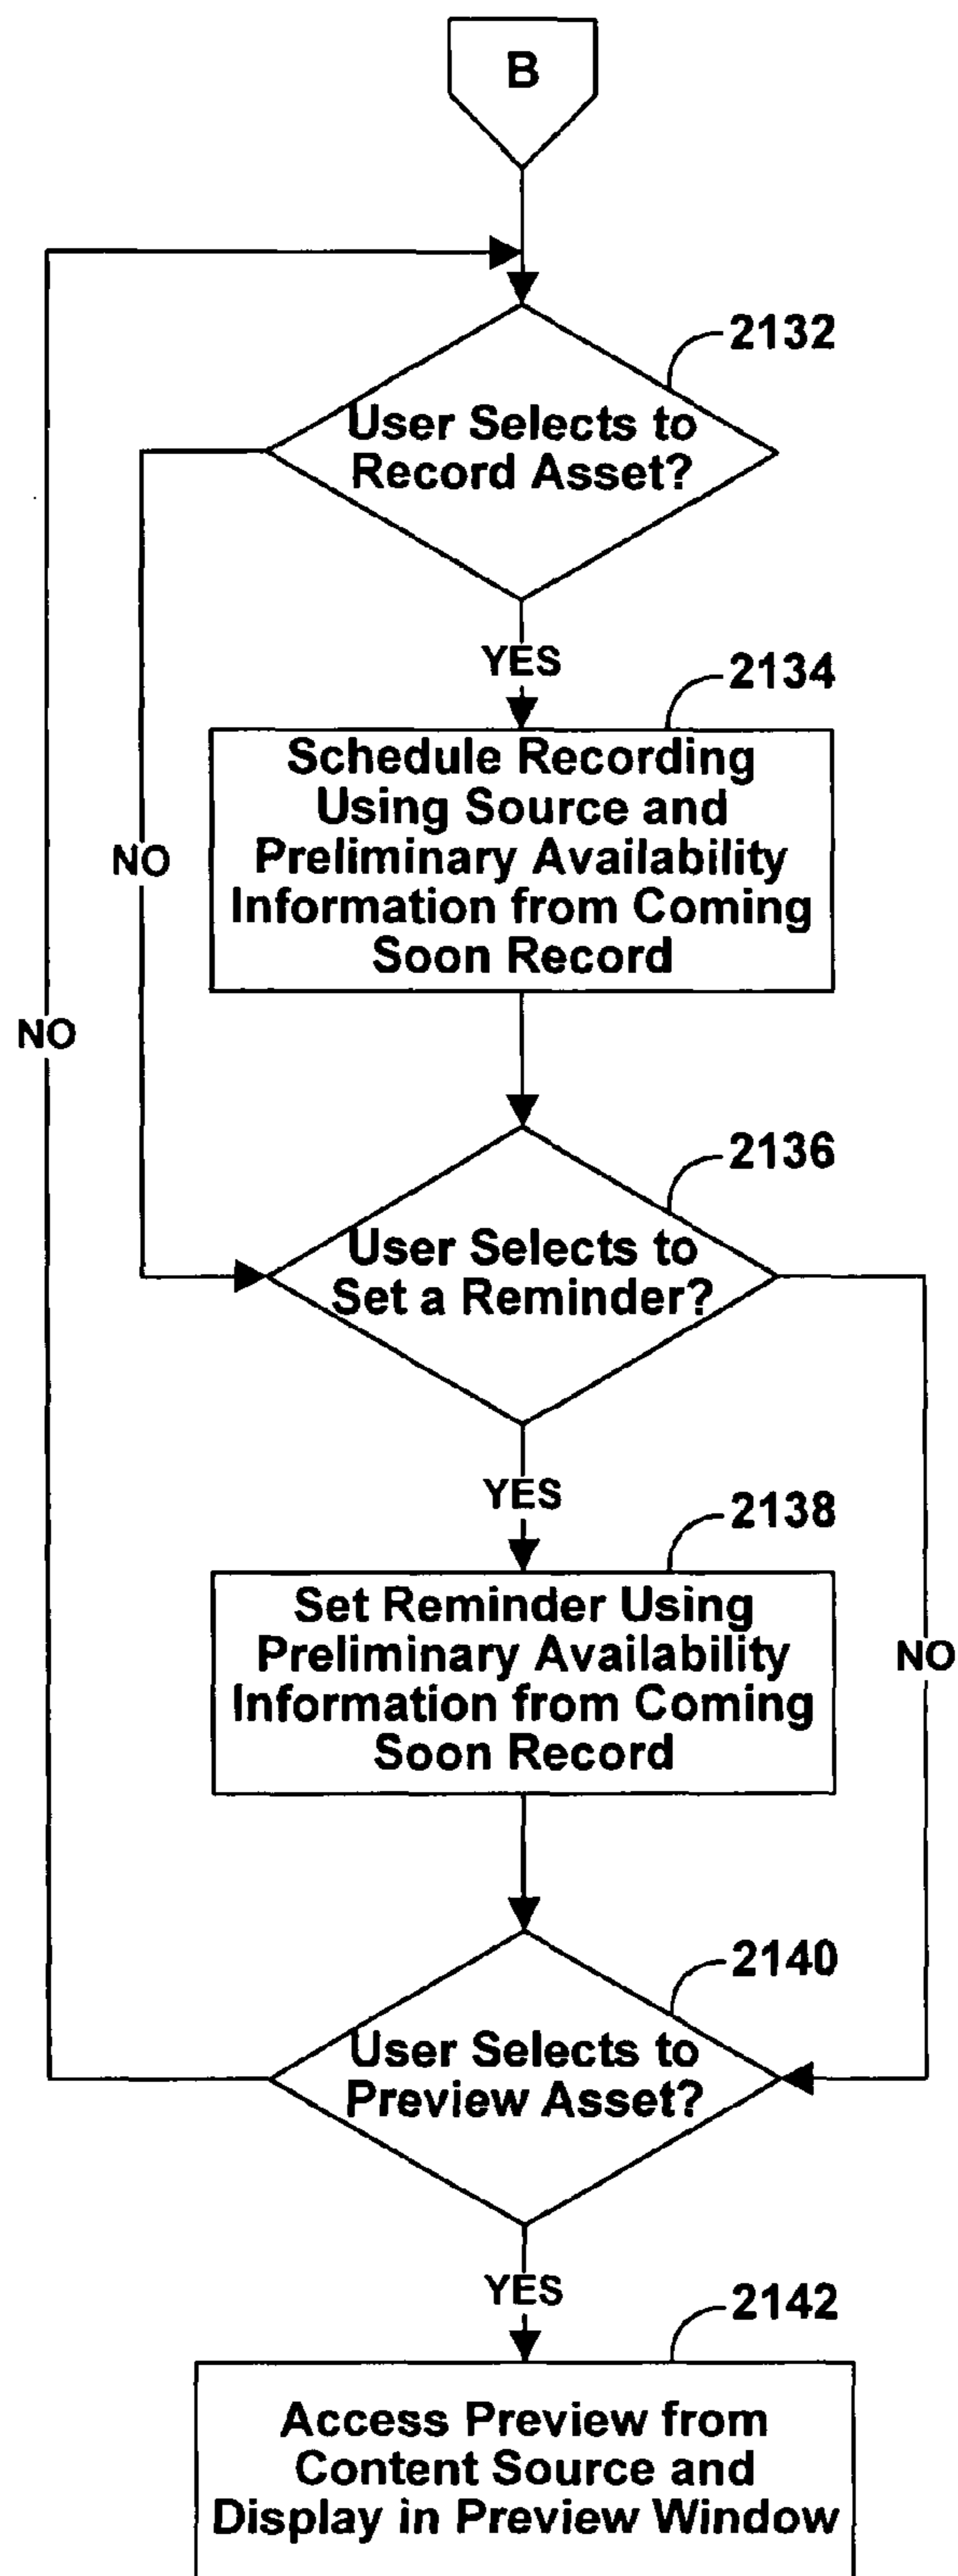 B
2132
User Selects to
Record Asset?
YES
2134
Schedule Recording
Using Source and
Preliminary Availability
Information from Coming
Soon Record
NO
NO
2136
User Selects to
Set a Reminder?
YES
2138
Set Reminder Using
Preliminary Availability
Information from Coming
Soon Record
NO
2140
User Selects to
Preview Asset?
YES
2142
Access Preview from
Content Source and
Display in Preview Window